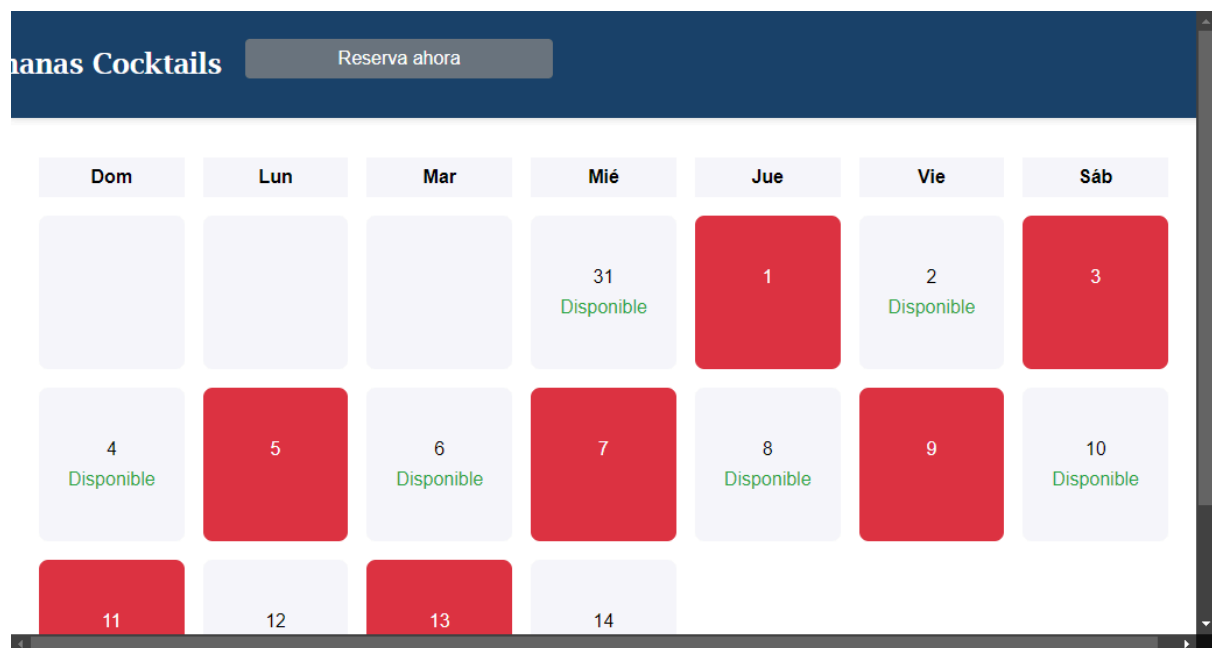 Cocktails
Reserva ahora
Dom Lun Mar Mié Jue Vie Sáb
31 1 2 3
Disponible Disponible
4 5 6 7 8 9 10
Disponible Disponible Disponible Disponible
11 12 13 14